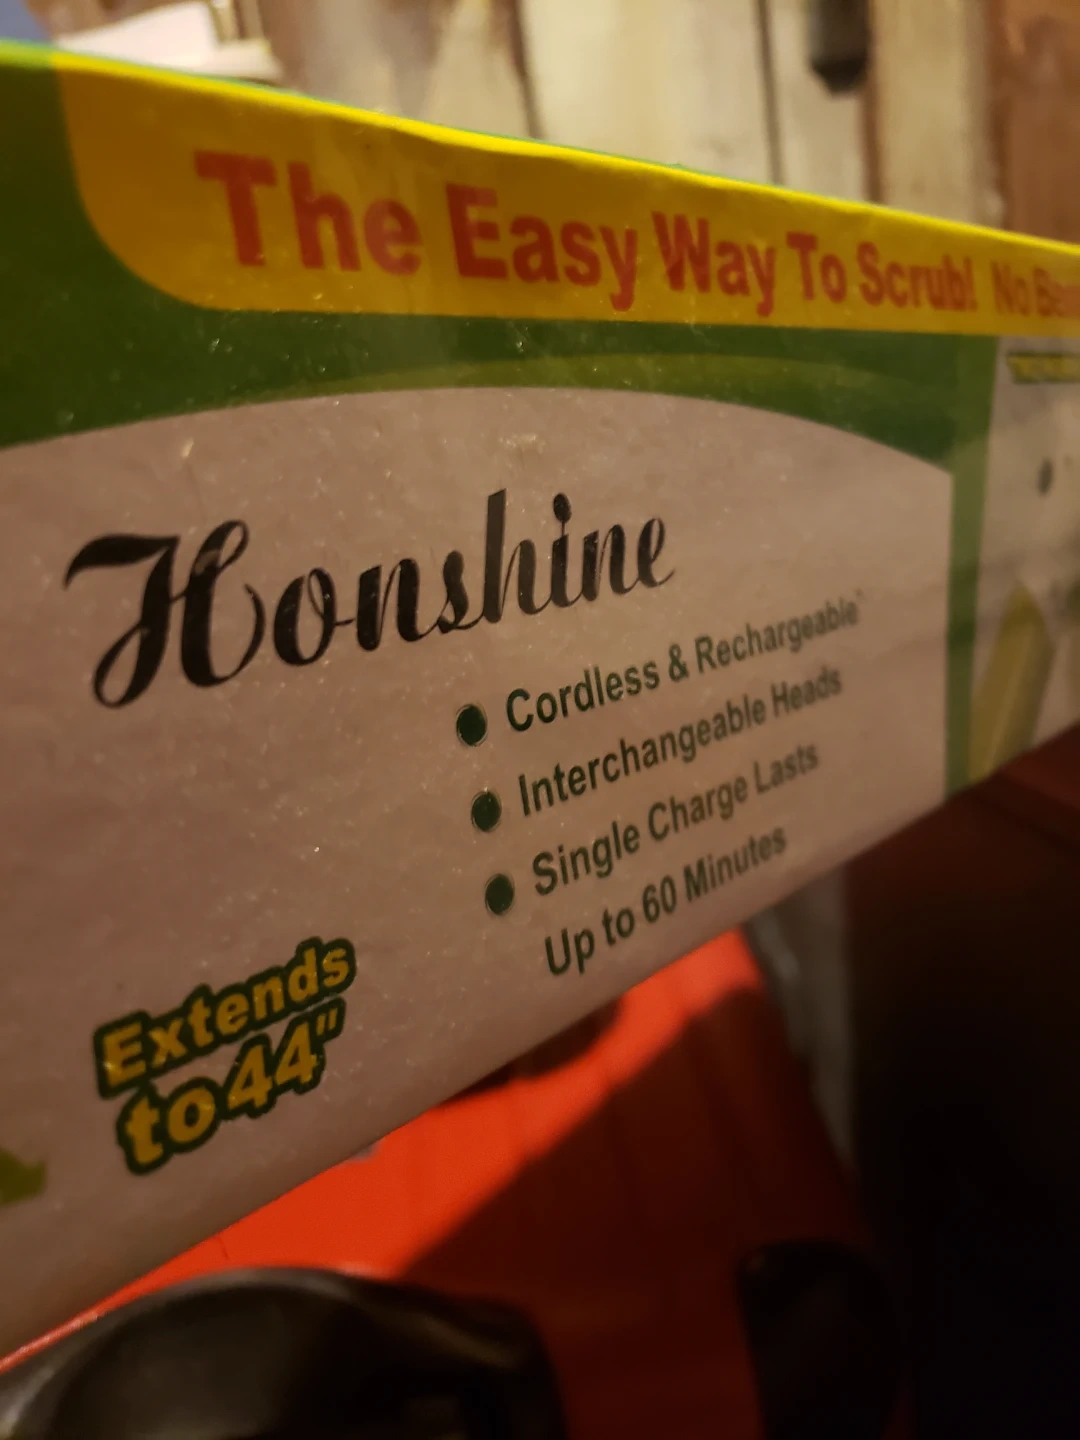 The Easy Way To Scrub! No
Honshine
Cordless & Rechargeable
Interchangeable Heads
Single Charge Lasts
Up to 60 Minutes
Extends
to 44"